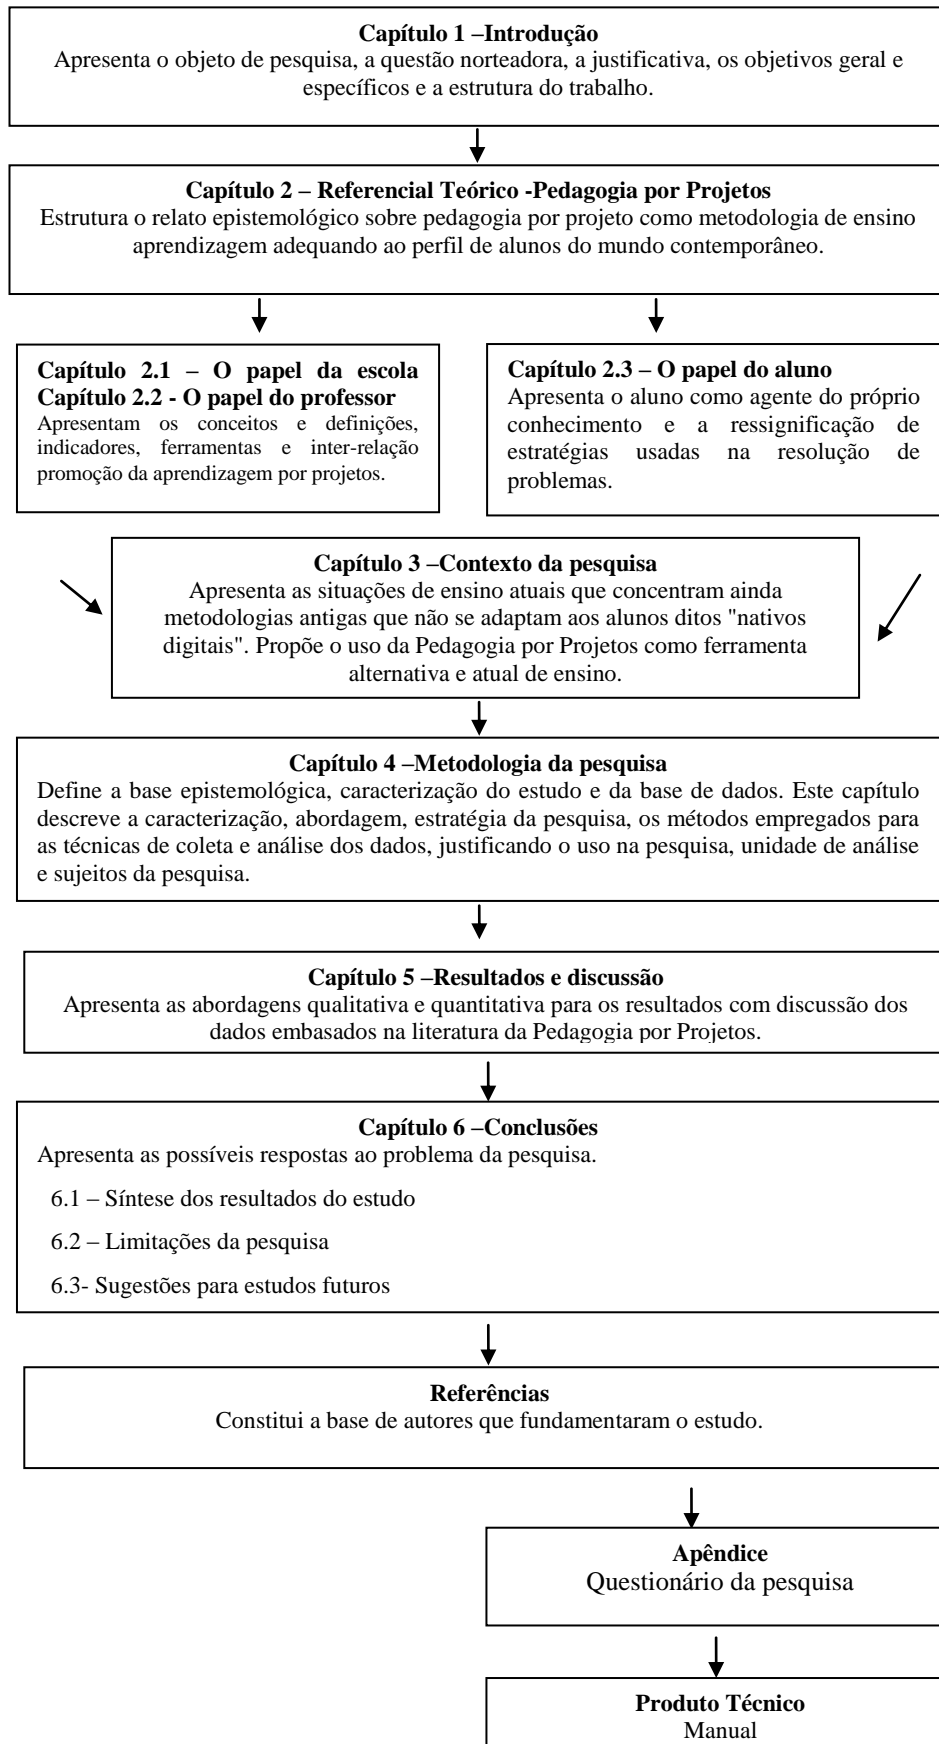 Capítulo 1 –Introdução
Apresenta o objeto de pesquisa, a questão norteadora, a justificativa, os objetivos geral e
específicos e a estrutura do trabalho.
Capítulo 2 – Referencial Teórico -Pedagogia por Projetos
Estrutura o relato epistemológico sobre pedagogia por projeto como metodologia de ensino
aprendizagem adequando ao perfil de alunos do mundo contemporâneo.
Capítulo 2.1 – O papel da escola
Capítulo 2.2 - O papel do professor
Apresentam os conceitos e definições,
indicadores, ferramentas e inter-relação
promoção da aprendizagem por projetos.
Capítulo 2.3 – O papel do aluno
Apresenta o aluno como agente do próprio
conhecimento e a ressignificação de
estratégias usadas na resolução de
problemas.
Capítulo 3 –Contexto da pesquisa
Apresenta as situações de ensino atuais que concentram ainda
metodologias antigas que não se adaptam aos alunos ditos "nativos
digitais". Propõe o uso da Pedagogia por Projetos como ferramenta
alternativa e atual de ensino.
Capítulo 4 –Metodologia da pesquisa
Define a base epistemológica, caracterização do estudo e da base de dados. Este capítulo
descreve a caracterização, abordagem, estratégia da pesquisa, os métodos empregados para
as técnicas de coleta e análise dos dados, justificando o uso na pesquisa, unidade de análise
e sujeitos da pesquisa.
Capítulo 5 –Resultados e discussão
Apresenta as abordagens qualitativa e quantitativa para os resultados com discussão dos
dados embasados na literatura da Pedagogia por Projetos.
Capítulo 6 –Conclusões
Apresenta as possíveis respostas ao problema da pesquisa.
6.1 – Síntese dos resultados do estudo
6.2 – Limitações da pesquisa
6.3- Sugestões para estudos futuros
Referências
Constitui a base de autores que fundamentaram o estudo.
Apêndice
Questionário da pesquisa
Produto Técnico
Manual